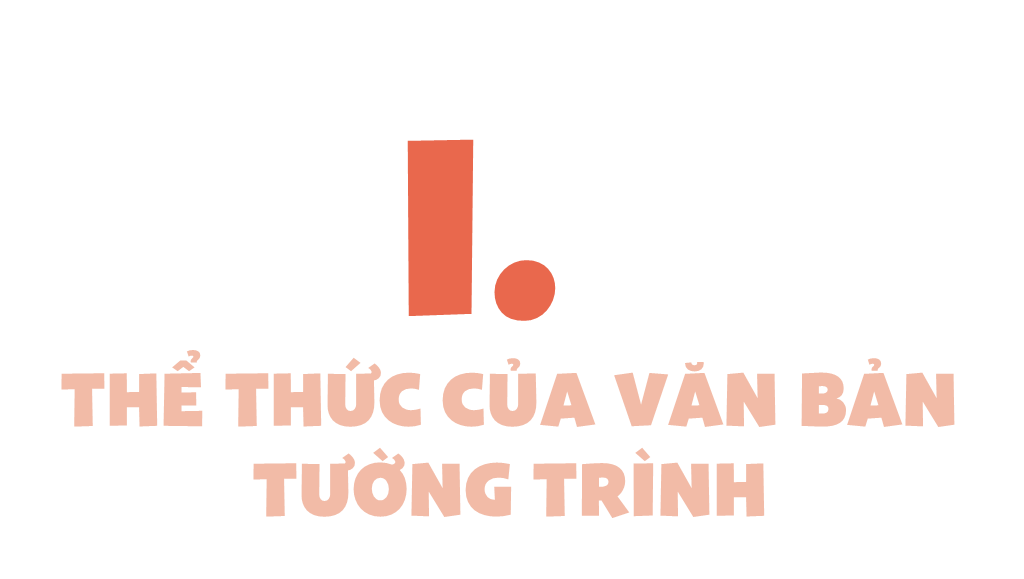 I.
THỂ THỨC CỦA VĂN BẢN
TƯỜNG TRÌNH